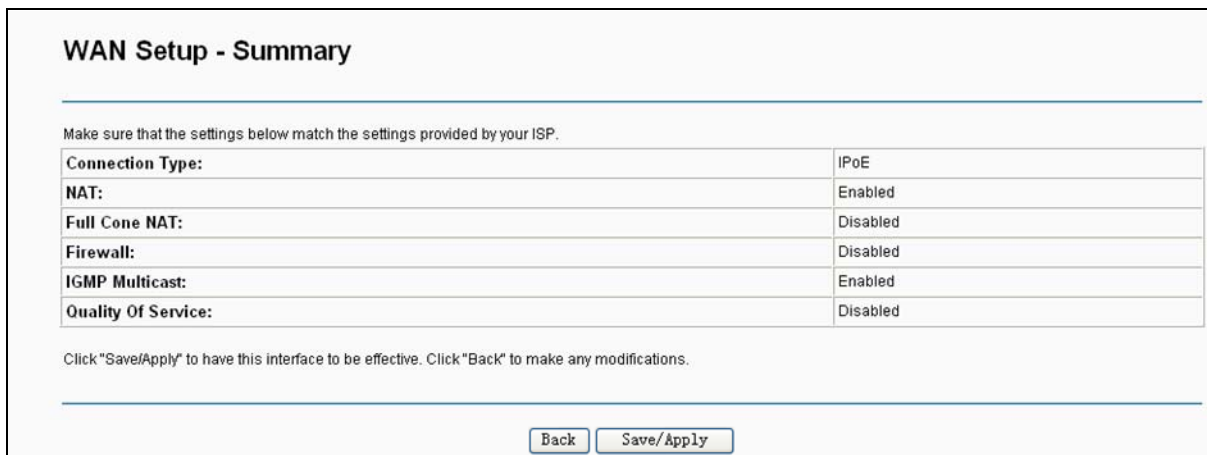 WAN Setup - Summary
Make sure that the settings below match the settings provided by your ISP.
Connection Type: IPoE
NAT: Enabled
Full Cone NAT: Disabled
Firewall: Disabled
IGMP Multicast: Enabled
Quality Of Service: Disabled
Click "Save/Apply" to have this interface to be effective. Click "Back" to make any modifications.
Back Save/Apply